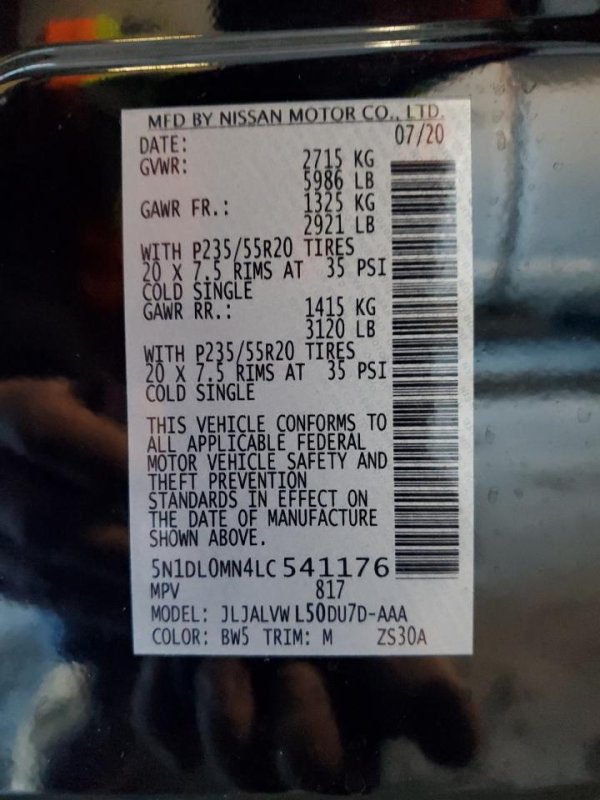 MFD BY NISSAN MOTOR CO., LTD.
DATE: 07/20
GVWR: 2715 KG
5986 LB
GAWR FR.: 1325 KG
2921 LB
WITH P235/55R20 TIRES
20 X 7.5 RIMS AT 35 PSI
COLD SINGLE
GAWR RR.: 1415 KG
3120 LB
WITH P235/55R20 TIRES
20 X 7.5 RIMS AT 35 PSI
COLD SINGLE
THIS VEHICLE CONFORMS TO
ALL APPLICABLE FEDERAL
MOTOR VEHICLE SAFETY AND
THEFT PREVENTION
STANDARDS IN EFFECT ON
THE DATE OF MANUFACTURE
SHOWN ABOVE.
5N1DL0MN4LC541176
MPV 817
MODEL: JLJALVWL50DU7D-AAA
COLOR: BW5 TRIM: M ZS30A